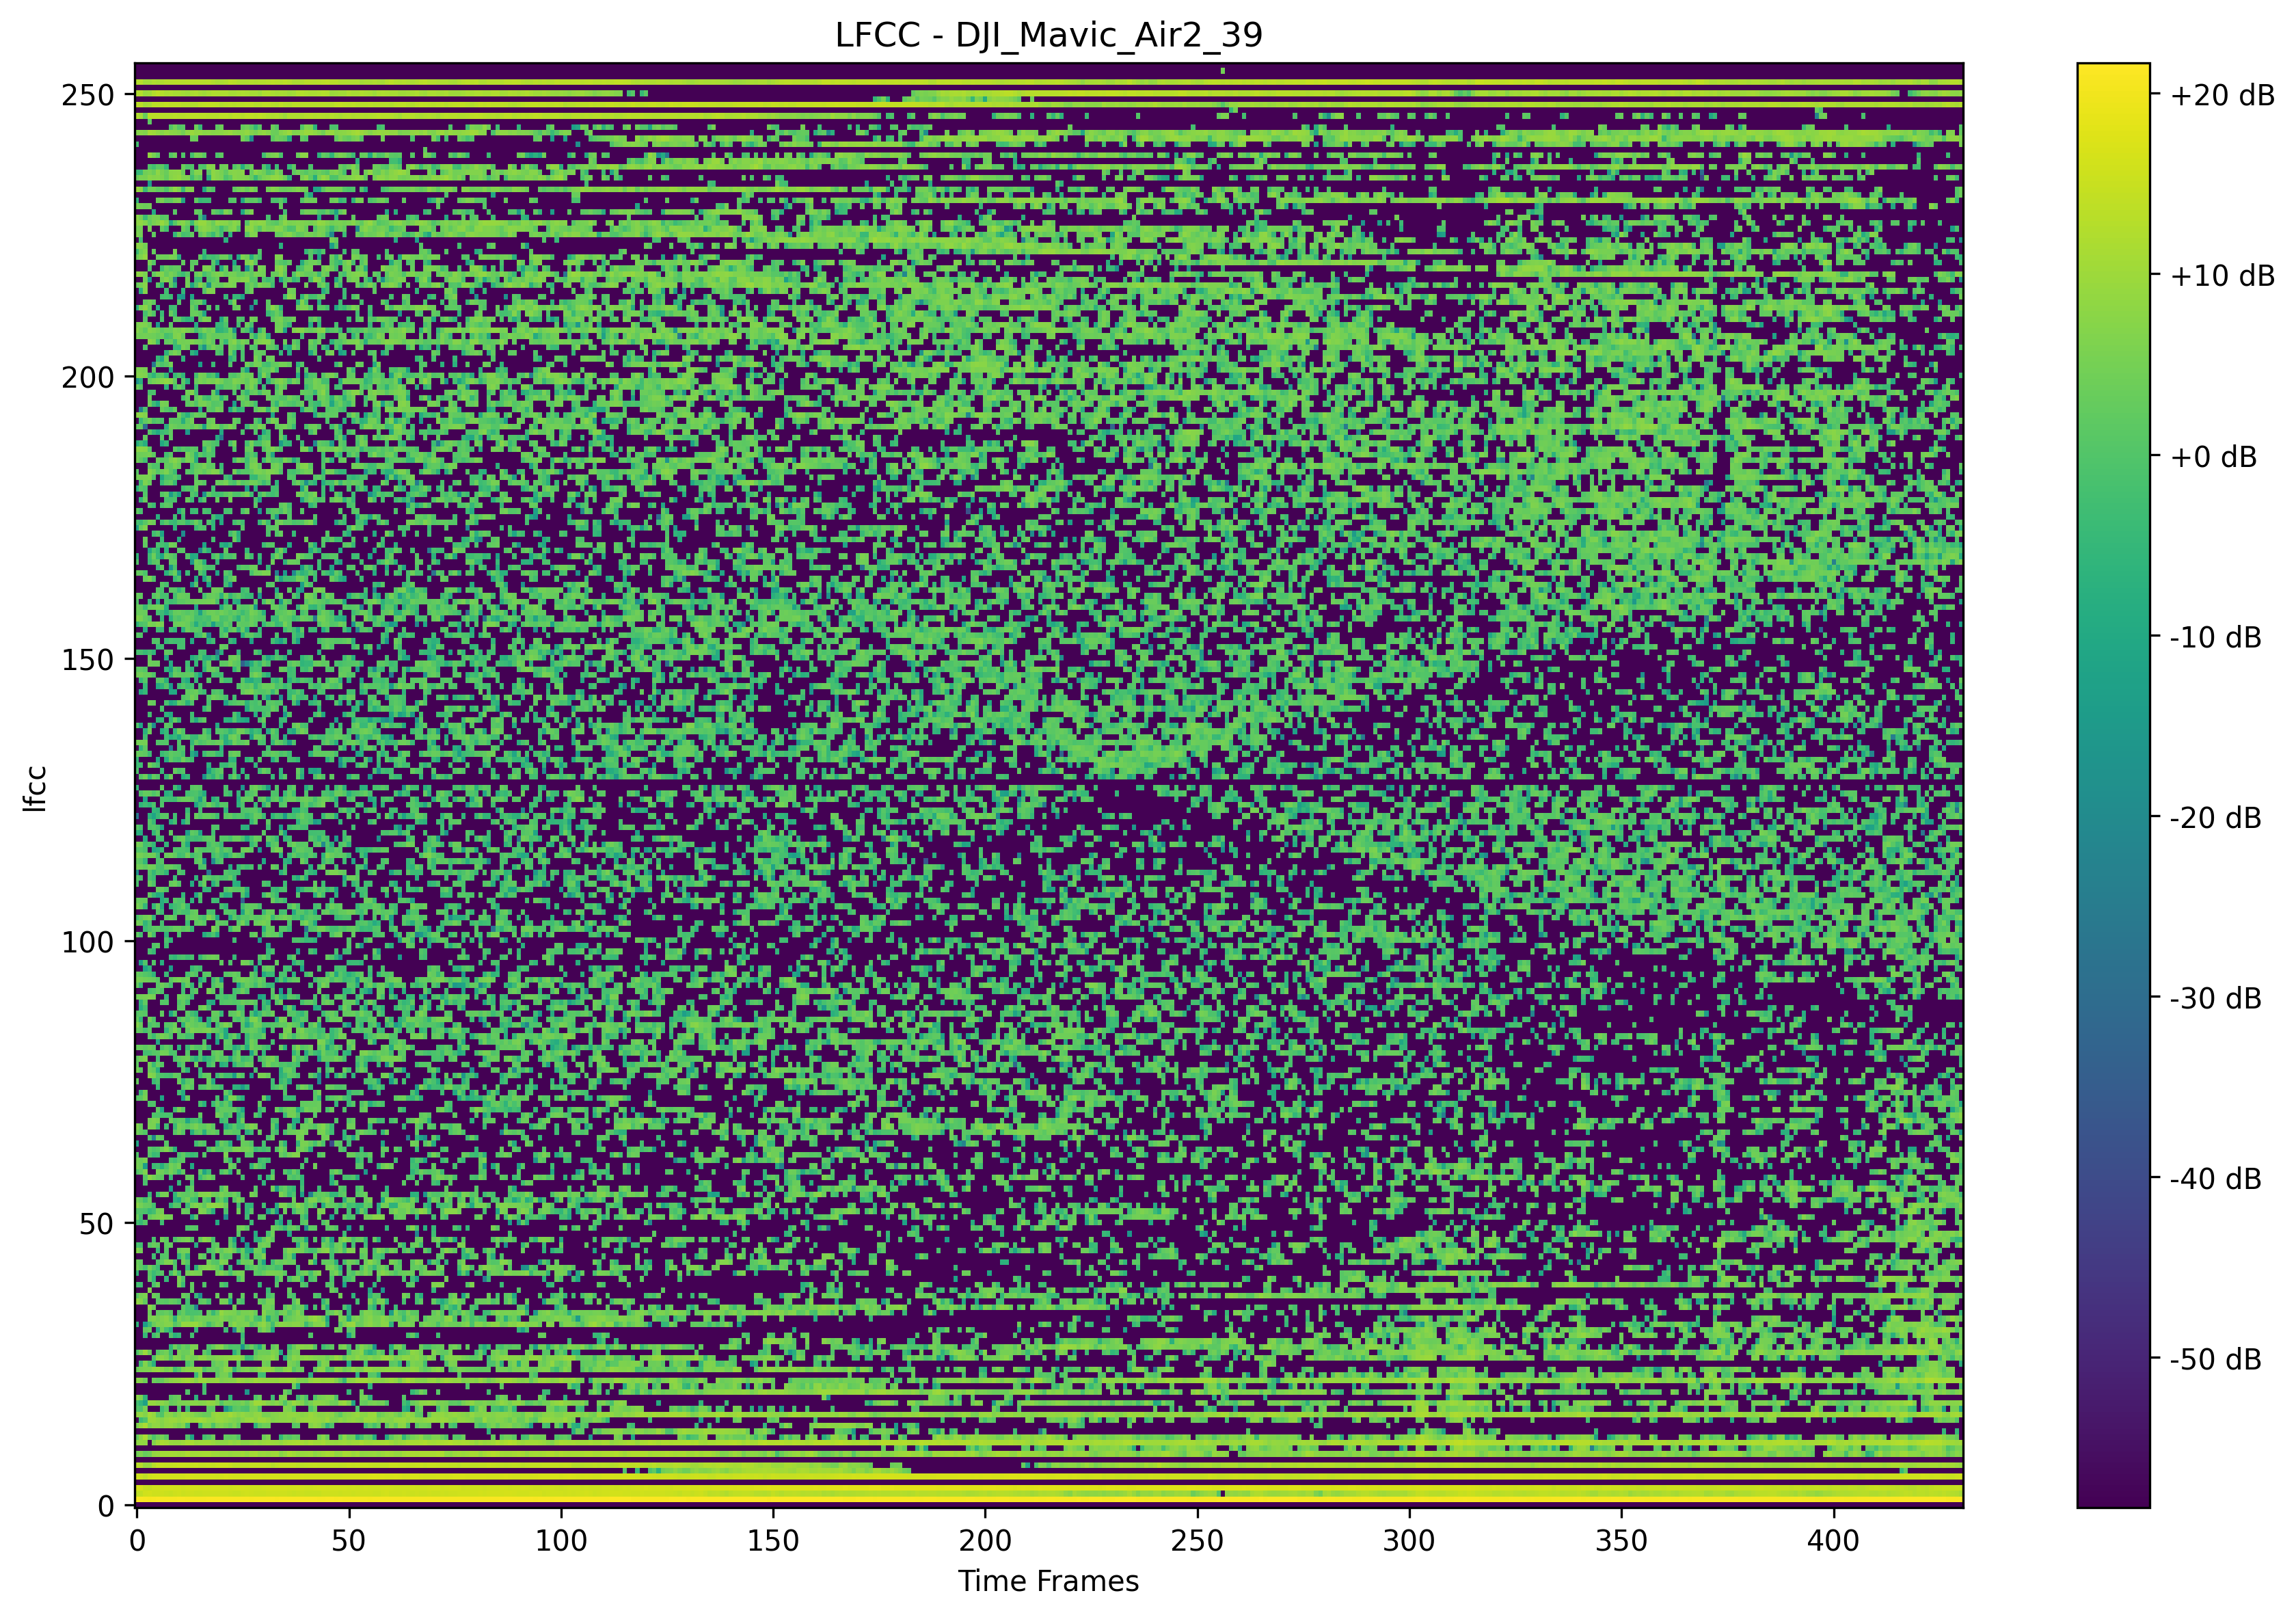 LFCC - DJI_Mavic_Air2_39
250
200
150
100
50
0
lfcc
0 50 100 150 200 250 300 350 400
Time Frames
+20 dB
+10 dB
+0 dB
-10 dB
-20 dB
-30 dB
-40 dB
-50 dB